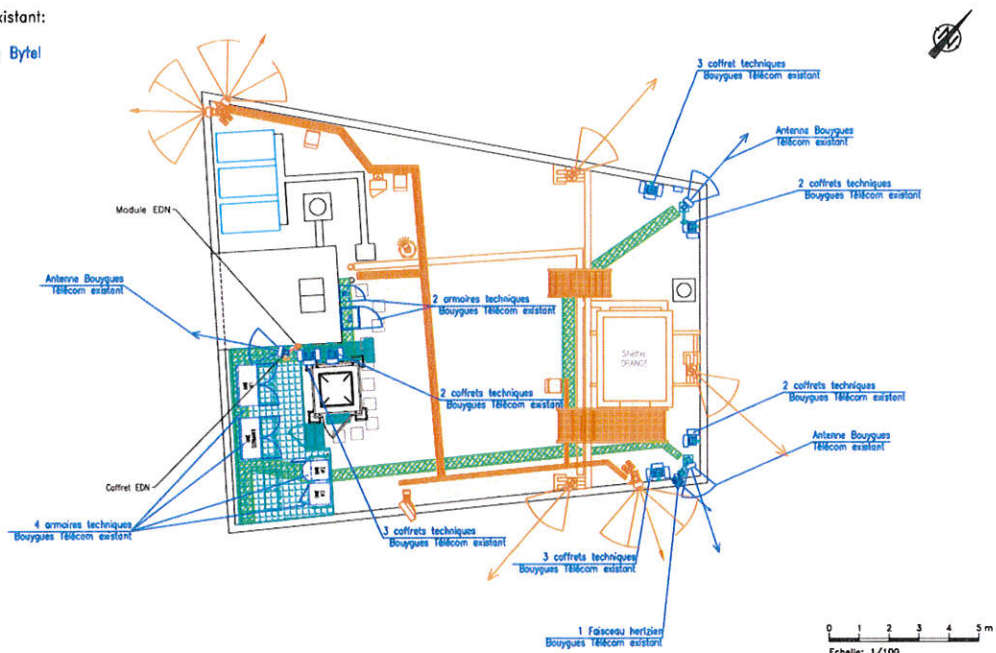 xistant:
Bytel
3 coffret techniques
Bouygues Télécom existant
Antenne Bouygues
Télécom existant
2 coffrets techniques
Bouygues Télécom existant
Module EDN
Antenne Bouygues
Télécom existant
2 armoires techniques
Bouygues Télécom existant
Shelter
ORANGE
2 coffrets techniques
Bouygues Télécom existant
2 coffrets techniques
Bouygues Télécom existant
Antenne Bouygues
Télécom existant
Coffret EDN
4 armoires techniques
Bouygues Télécom existant
3 coffrets techniques
Bouygues Télécom existant
3 coffrets techniques
Bouygues Télécom existant
1 Faisceau hertzien
Bouygues Télécom existant
0 1 2 3 4 5 m
Echelle: 1/100